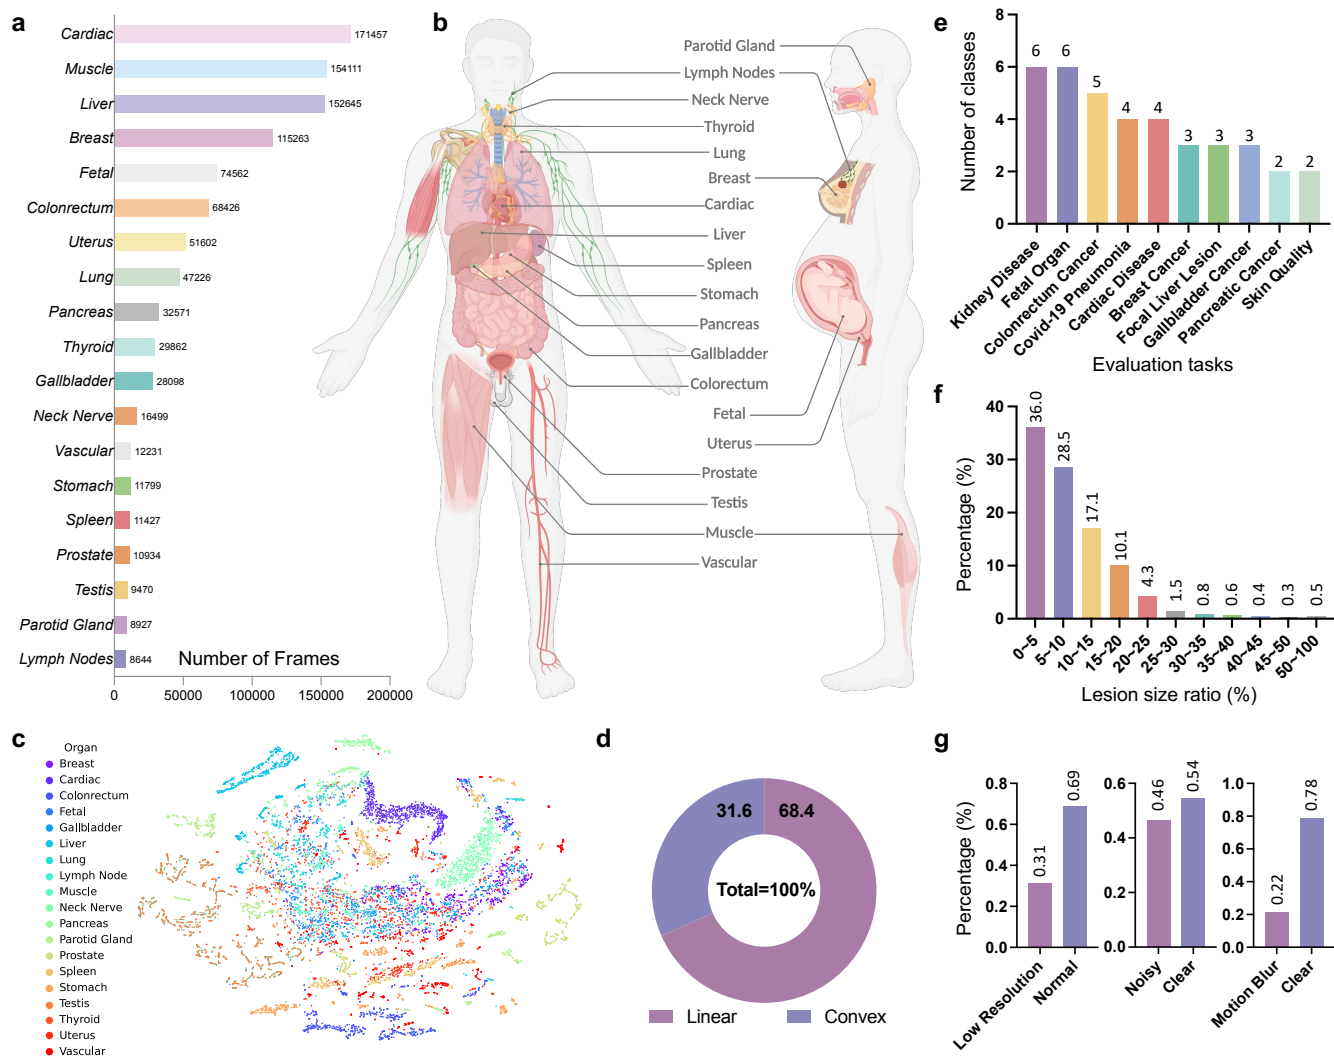 a
Cardiac 171457
Muscle 154111
Liver 152645
Breast 115263
Fetal 74562
Colonrectum 68426
Uterus 51602
Lung 47226
Pancreas 32571
Thyroid 29862
Gallbladder 28098
Neck Nerve 16499
Vascular 12231
Stomach 11799
Spleen 11427
Prostate 10934
Testis 9470
Parotid Gland 8927
Lymph Nodes 8644
Number of Frames
0 50000 100000 150000 200000
b
Parotid Gland
Lymph Nodes
Neck Nerve
Thyroid
Lung
Breast
Cardiac
Liver
Spleen
Stomach
Pancreas
Gallbladder
Colorectum
Fetal
Uterus
Prostate
Testis
Muscle
Vascular
c
Organ
Breast
Cardiac
Colonrectum
Fetal
Gallbladder
Liver
Lung
Lymph Node
Muscle
Neck Nerve
Pancreas
Parotid Gland
Prostate
Spleen
Stomach
Testis
Thyroid
Uterus
Vascular
d
31.6 68.4
Total=100%
Linear Convex
e
Number of classes
8
6
4
2
0
6 6 5 4 4 3 3 3 2 2
Kidney Disease
Fetal Organ
Colonrectum Cancer
Covid-19 Pneumonia
Cardiac Disease
Breast Cancer
Focal Liver Lesion
Gallbladder Cancer
Pancreatic Cancer
Skin Quality
Evaluation tasks
f
Percentage (%)
40
30
20
10
0
36.0 28.5 17.1 10.1 4.3 1.5 0.8 0.6 0.4 0.3 0.5
0~5 5~10 10~15 15~20 20~25 25~30 30~35 35~40 40~45 45~50 50~100
Lesion size ratio (%)
g
Percentage (%)
0.8
0.6
0.4
0.2
0.0
0.31 0.69
Low Resolution
Normal
0.6
0.4
0.2
0.0
0.46 0.54
Noisy
Clear
1.0
0.8
0.6
0.4
0.2
0.0
0.22 0.78
Motion Blur
Clear